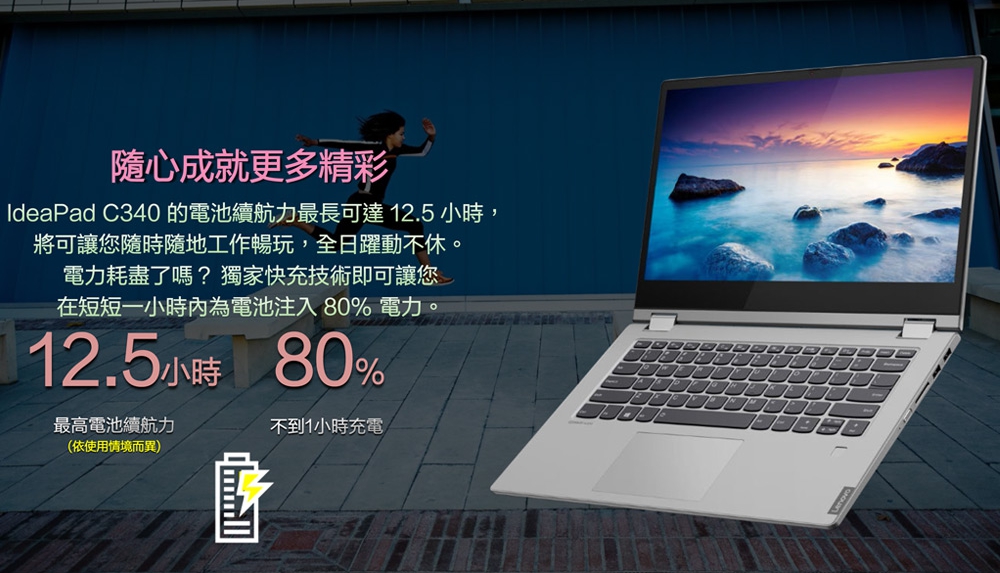 隨心成就更多精彩
IdeaPad C340 的電池續航力最長可達 12.5 小時，
將可讓您隨時隨地工作暢玩，全日躍動不休。
電力耗盡了嗎？ 獨家快充技術即可讓您
在短短一小時內為電池注入 80% 電力。
12.5小時 80%
最高電池續航力 不到1小時充電
(依使用情境而異)
Lenovo